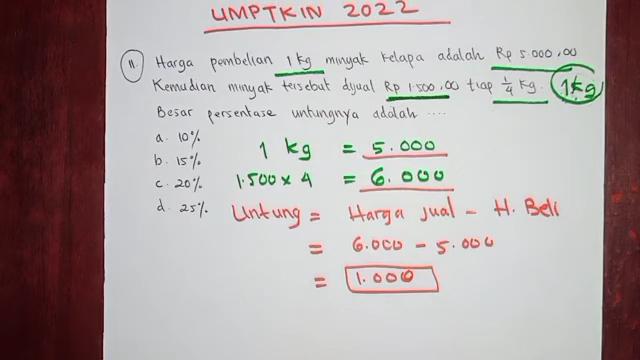 UMPTKIN 2022
11. Harga pembelian 1 kg minyak kelapa adalah Rp 5.000,00
Kemudian minyak tersebut dijual Rp 1.500,00 tiap 1/4 kg. 1 kg
Besar persentase untungnya adalah ....
a. 10%
b. 15%
c. 20%
d. 25%
1 kg = 5.000
1.500 x 4 = 6.000
Untung = Harga jual - H. Beli
= 6.000 - 5.000
= 1.000